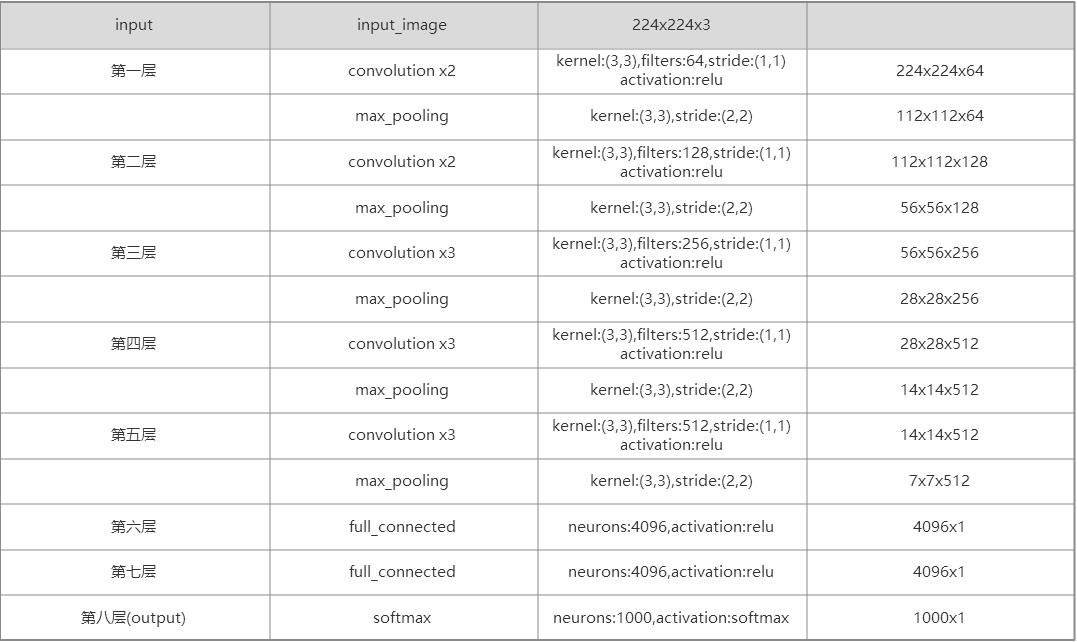 input input_image 224x224x3
第一层 convolution x2 kernel:(3,3),filters:64,stride:(1,1) 224x224x64
activation:relu
max_pooling kernel:(3,3),stride:(2,2) 112x112x64
第二层 convolution x2 kernel:(3,3),filters:128,stride:(1,1) 112x112x128
activation:relu
max_pooling kernel:(3,3),stride:(2,2) 56x56x128
第三层 convolution x3 kernel:(3,3),filters:256,stride:(1,1) 56x56x256
activation:relu
max_pooling kernel:(3,3),stride:(2,2) 28x28x256
第四层 convolution x3 kernel:(3,3),filters:512,stride:(1,1) 28x28x512
activation:relu
max_pooling kernel:(3,3),stride:(2,2) 14x14x512
第五层 convolution x3 kernel:(3,3),filters:512,stride:(1,1) 14x14x512
activation:relu
max_pooling kernel:(3,3),stride:(2,2) 7x7x512
第六层 full_connected neurons:4096,activation:relu 4096x1
第七层 full_connected neurons:4096,activation:relu 4096x1
第八层(output) softmax neurons:1000,activation:softmax 1000x1